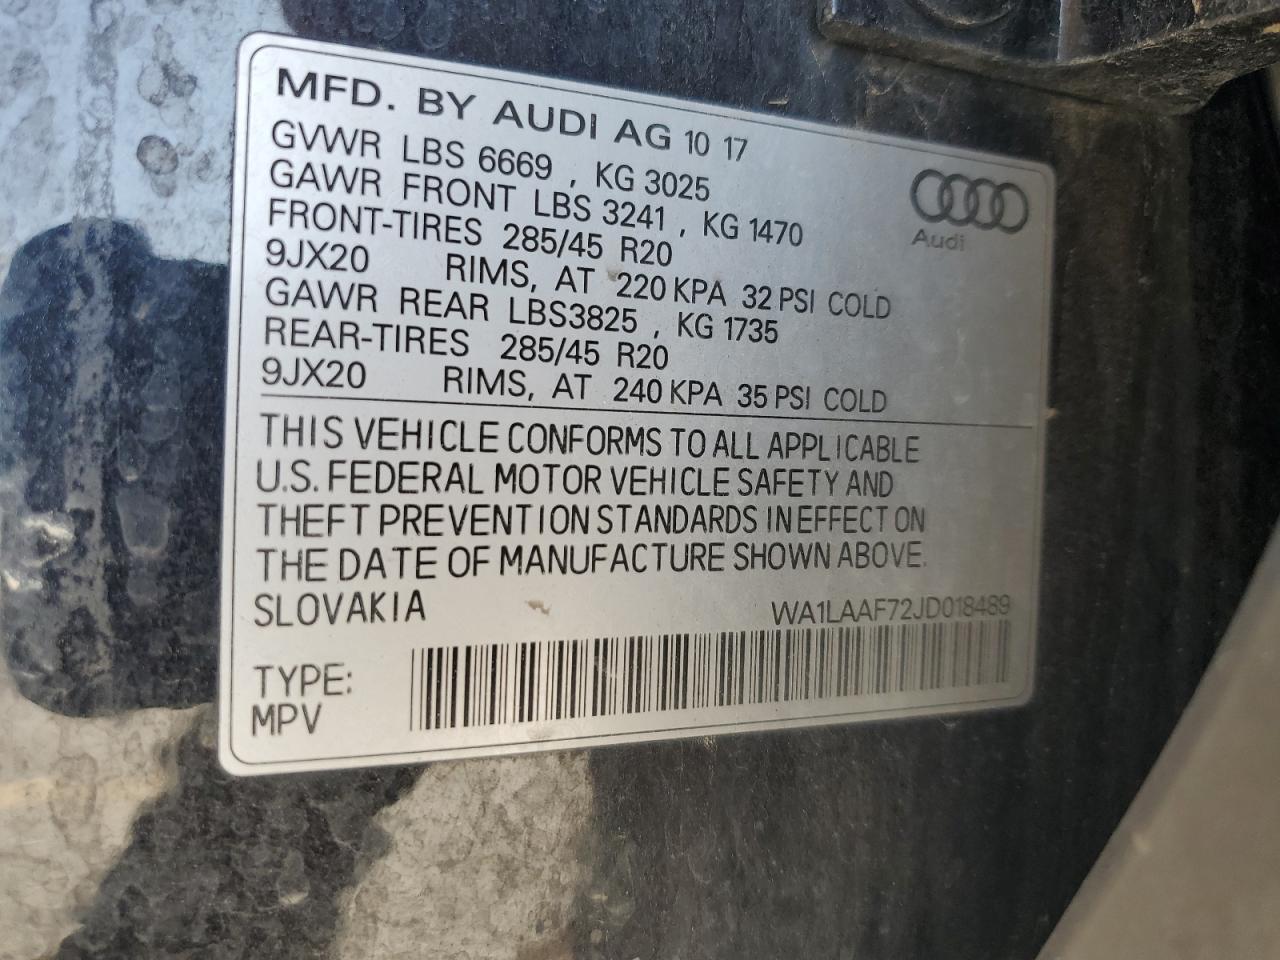 MFD. BY AUDI AG 10 17
GVWR LBS 6669 , KG 3025
GAWR FRONT LBS 3241 , KG 1470
FRONT-TIRES 285/45 R20
9JX20 RIMS, AT 220 KPA 32 PSI COLD
GAWR REAR LBS3825 , KG 1735
REAR-TIRES 285/45 R20
9JX20 RIMS, AT 240 KPA 35 PSI COLD
Audi
THIS VEHICLE CONFORMS TO ALL APPLICABLE
U.S. FEDERAL MOTOR VEHICLE SAFETY AND
THEFT PREVENTION STANDARDS IN EFFECT ON
THE DATE OF MANUFACTURE SHOWN ABOVE.
SLOVAKIA WA1LAAF72JD018489
TYPE:
MPV